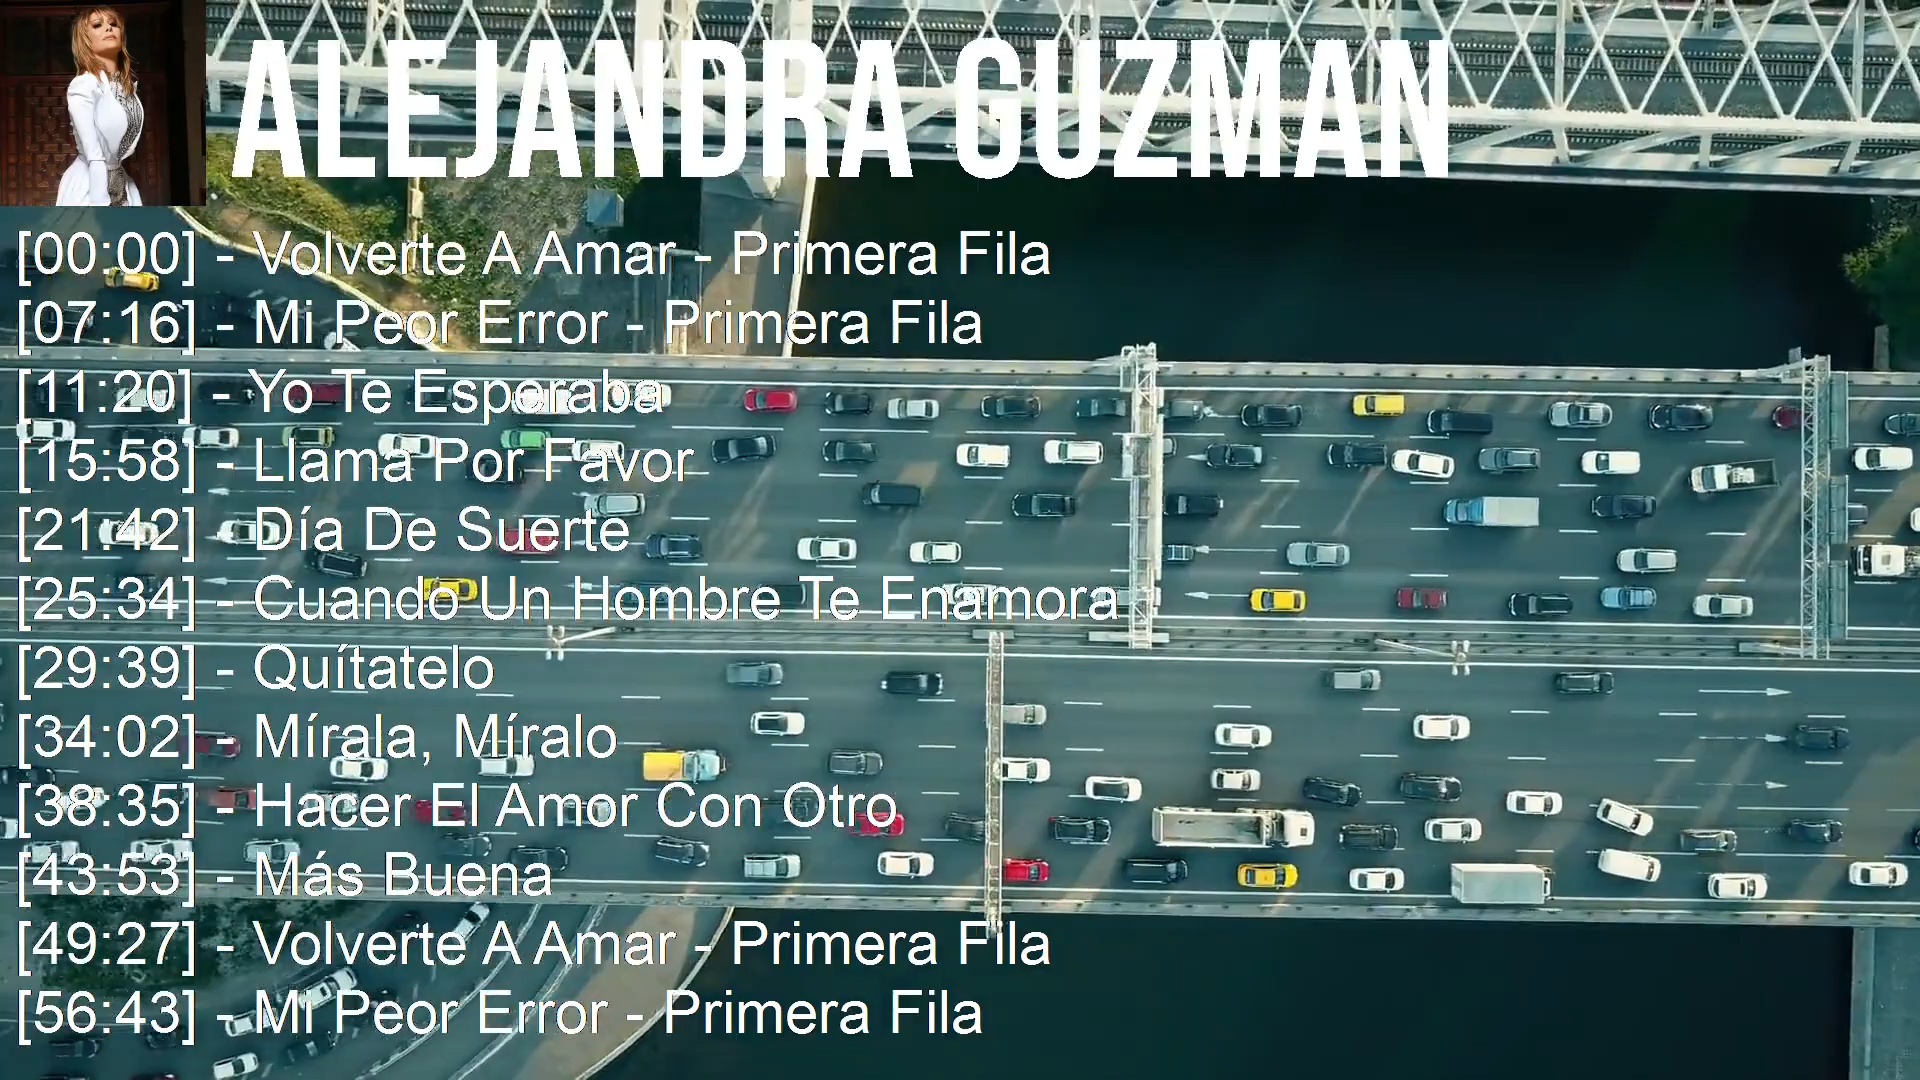 ALEJANDRA GUZMAN
[00:00] - Volverte A Amar - Primera Fila
[07:16] - Mi Peor Error - Primera Fila
[11:20] - Yo Te Esperaba
[15:58] - Llama Por Favor
[21:42] - Día De Suerte
[25:34] - Cuando Un Hombre Te Enamora
[29:39] - Quítatelo
[34:02] - Mírala, Míralo
[38:35] - Hacer El Amor Con Otro
[43:53] - Más Buena
[49:27] - Volverte A Amar - Primera Fila
[56:43] - Mi Peor Error - Primera Fila